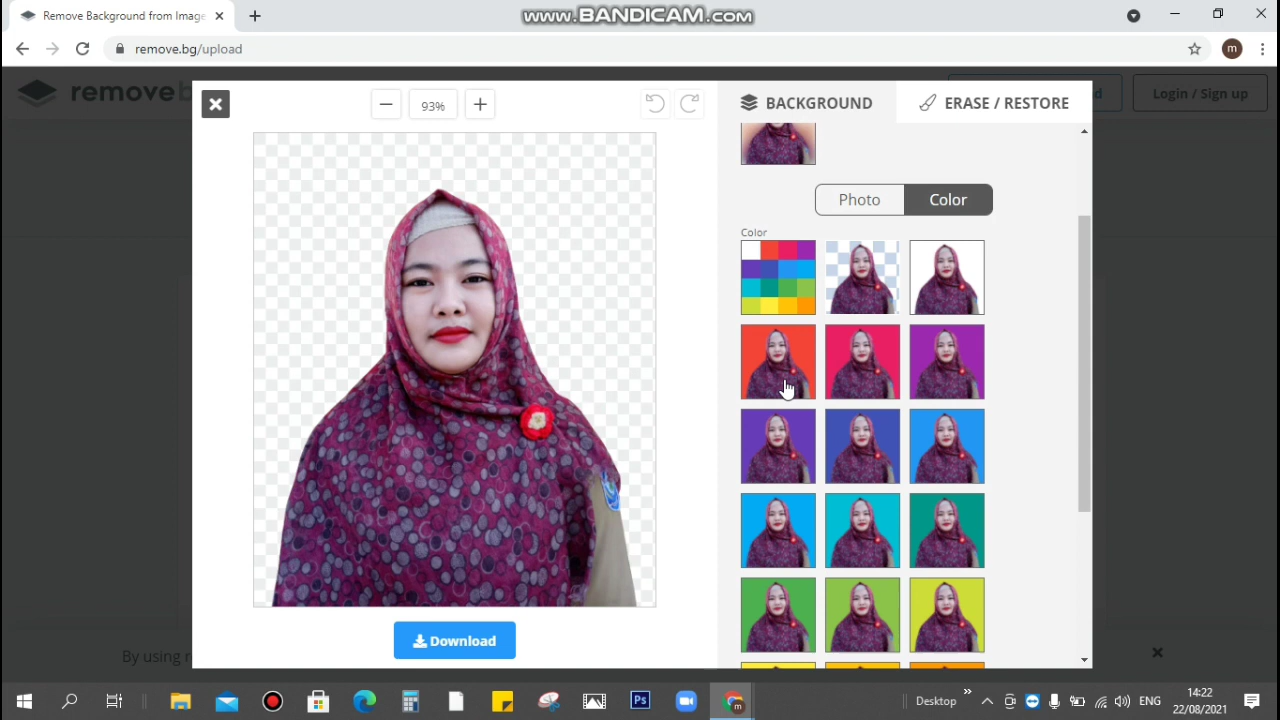 Remove Background from Image
www.BANDICAM.com
remove.bg/upload
m
remove
d
Login / Sign up
93%
BACKGROUND
ERASE / RESTORE
Photo
Color
Color
Download
By using r
Ps
m
Desktop
ENG
14:22
22/08/2021